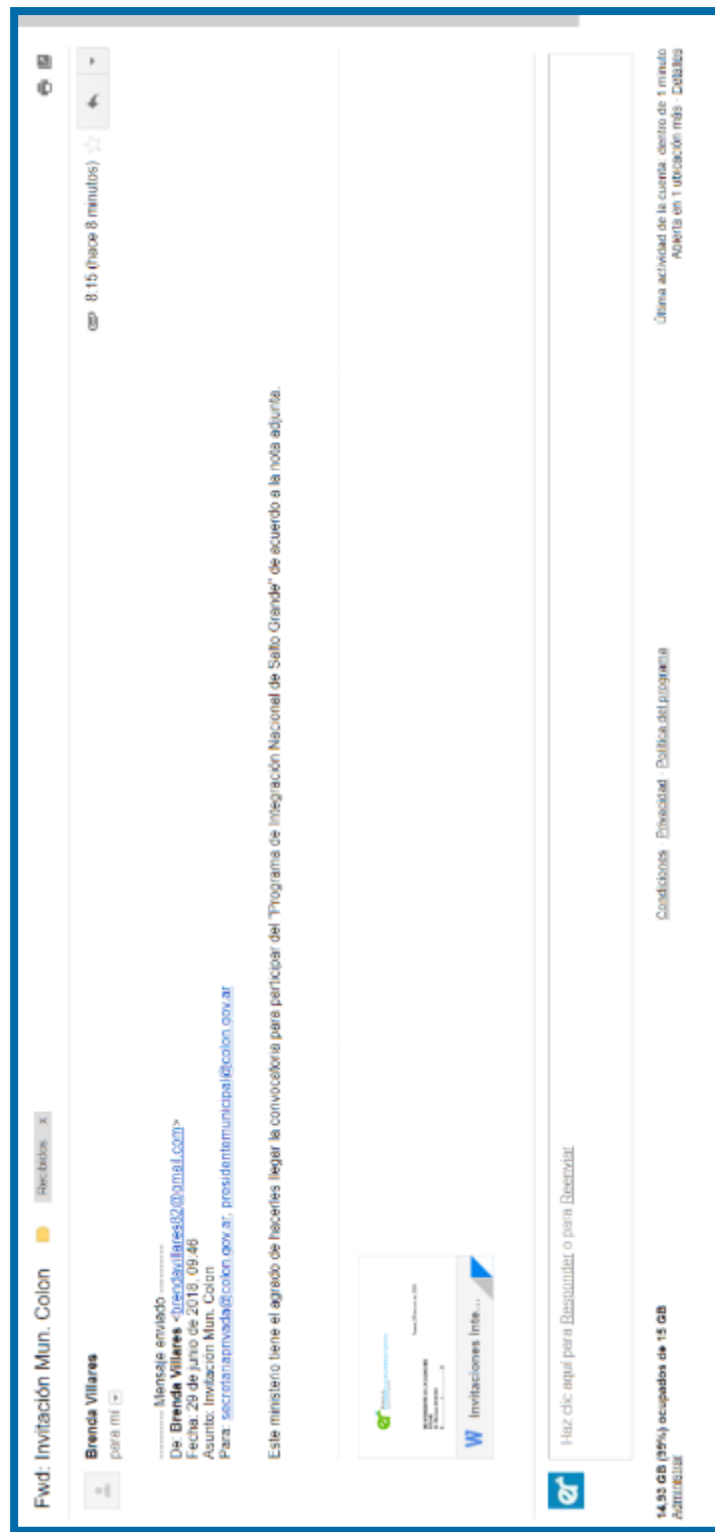 Fwd: Invitación Mun. Colon
Recibidos x
Brenda Villares
para mí
8:15 (hace 8 minutos)
---------- Mensaje enviado ----------
De: Brenda Villares <brendavillares82@gmail.com>
Fecha: 29 de junio de 2018, 09:46
Asunto: Invitación Mun. Colon
Para: secretariaprivada@colon.gov.ar, presidentemunicipal@colon.gov.ar
Este ministerio tiene el agrado de hacerles llegar la convocatoria para participar del "Programa de Integración Nacional de Salto Grande" de acuerdo a la nota adjunta.
W Invitaciones Inte...
Haz clic aquí para Responder o para Reenviar
14,93 GB (99%) ocupados de 15 GB
Administrar
Condiciones - Privacidad - Política del programa
Última actividad de la cuenta: dentro de 1 minuto
Abierta en 1 ubicación más - Detalles